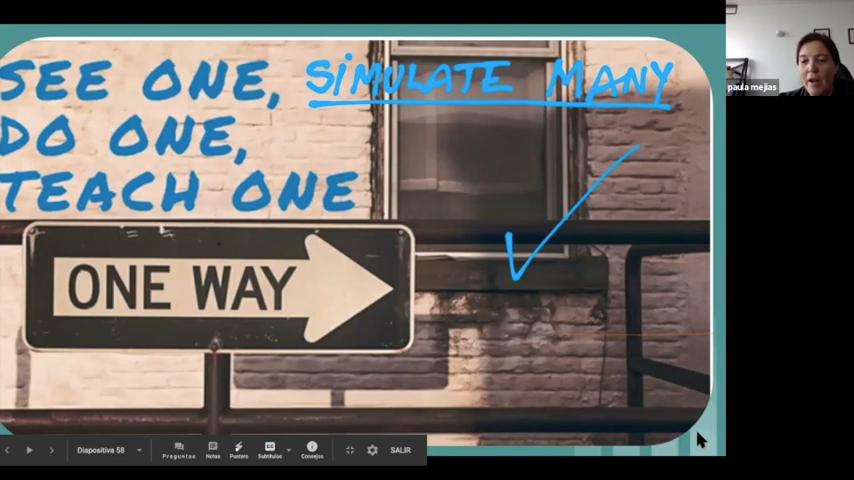 SEE ONE, SIMULATE MANY
DO ONE,
TEACH ONE
ONE WAY
paula mejias
Diapositiva 58
Preguntas
Notas
Puntero
Subtítulos
Consejos
SALIR